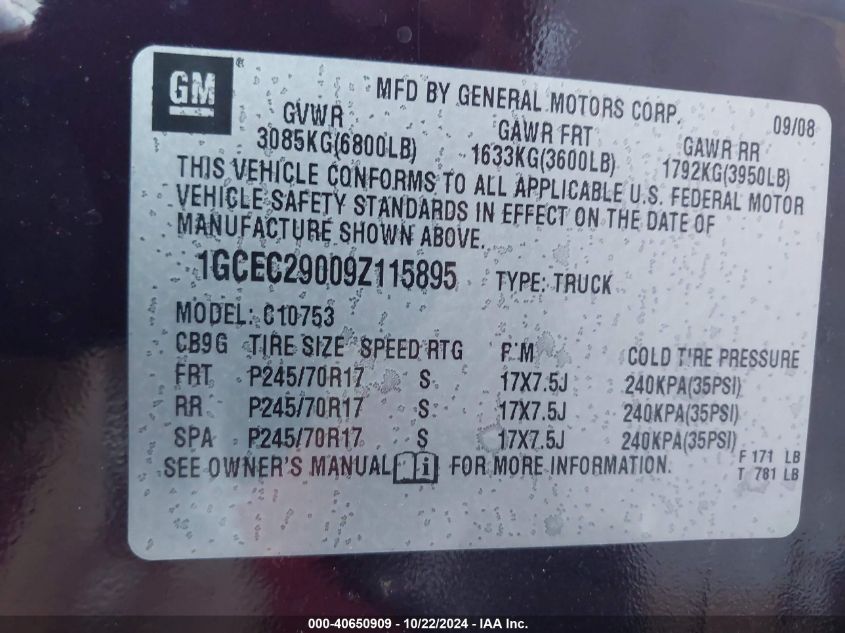 GM® MFD BY GENERAL MOTORS CORP. 09/08
GVWR GAWR FRT GAWR RR
3085KG(6800LB) 1633KG(3600LB) 1792KG(3950LB)
THIS VEHICLE CONFORMS TO ALL APPLICABLE U.S. FEDERAL MOTOR
VEHICLE SAFETY STANDARDS IN EFFECT ON THE DATE OF
MANUFACTURE SHOWN ABOVE.
1GCEC29009Z115895 TYPE: TRUCK
MODEL: C10753
CB9G TIRE SIZE SPEED RTG R M COLD TIRE PRESSURE
FRT P245/70R17 S 17X7.5J 240KPA(35PSI)
RR P245/70R17 S 17X7.5J 240KPA(35PSI)
SPA P245/70R17 S 17X7.5J 240KPA(35PSI)
F 171 LB
SEE OWNER'S MANUAL i FOR MORE INFORMATION.
T 781 LB
000-40650909 | 10/22/2024 - IAA Inc.